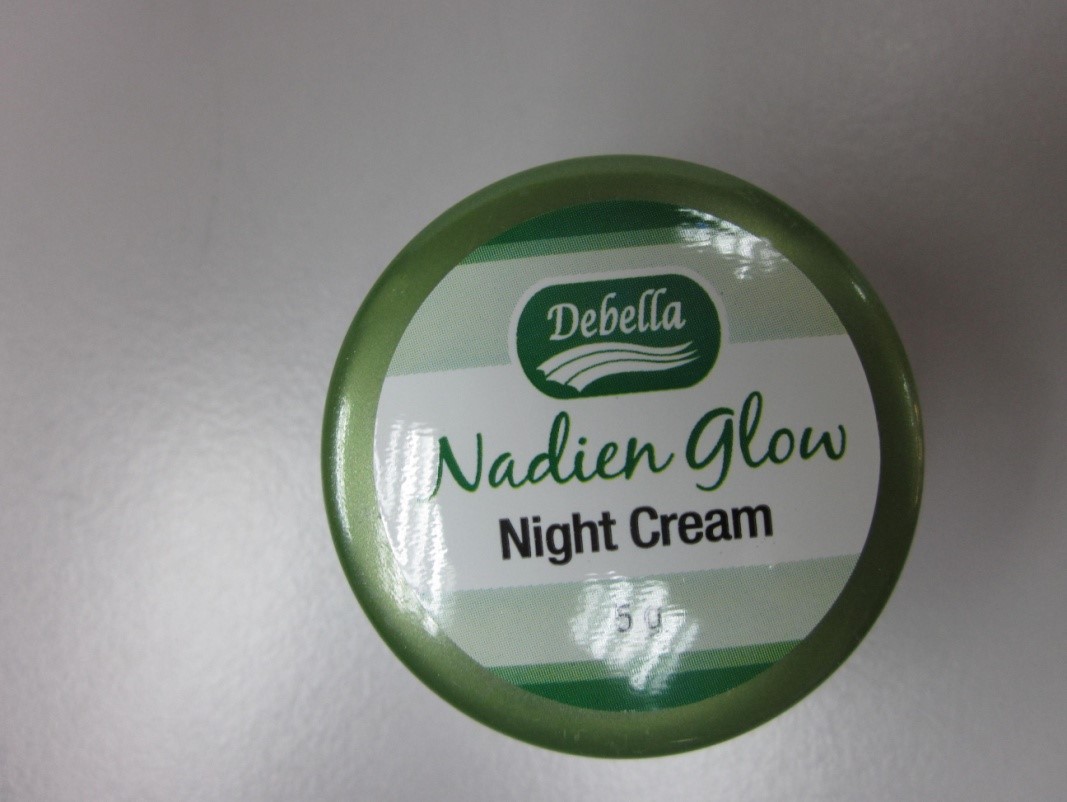 Debella
Nadien Glow
Night Cream
5 g